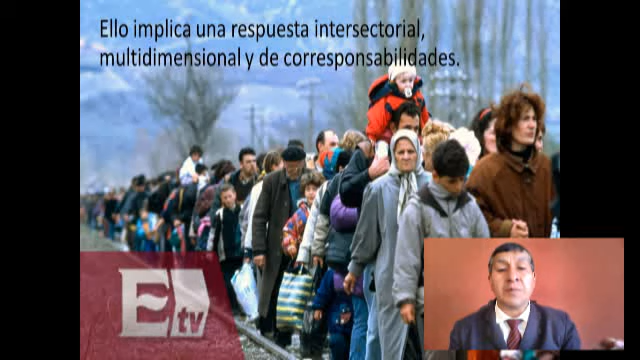 Ello implica una respuesta intersectorial,
multidimensional y de corresponsabilidades.
E tv